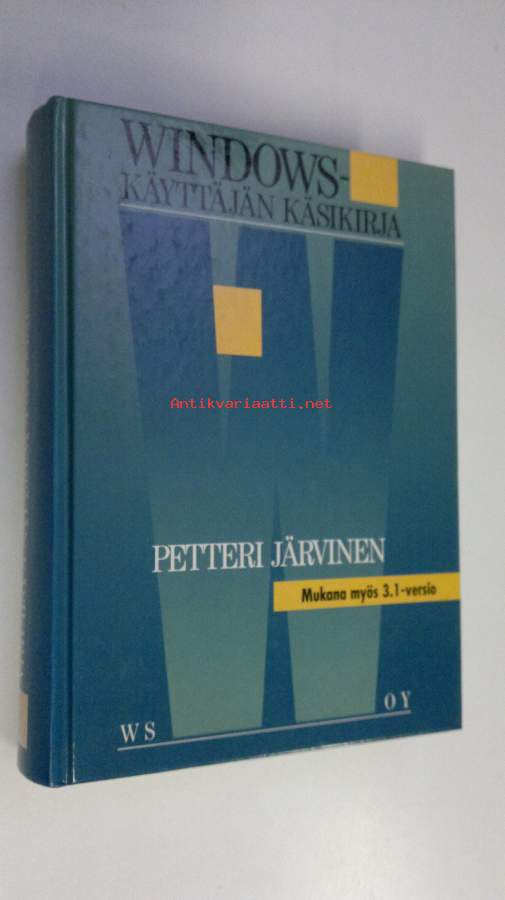 WINDOWS-
KÄYTTÄJÄN KÄSIKIRJA
Antikvariaatti.net
PETTERI JÄRVINEN
Mukana myös 3.1-versio
WS OY